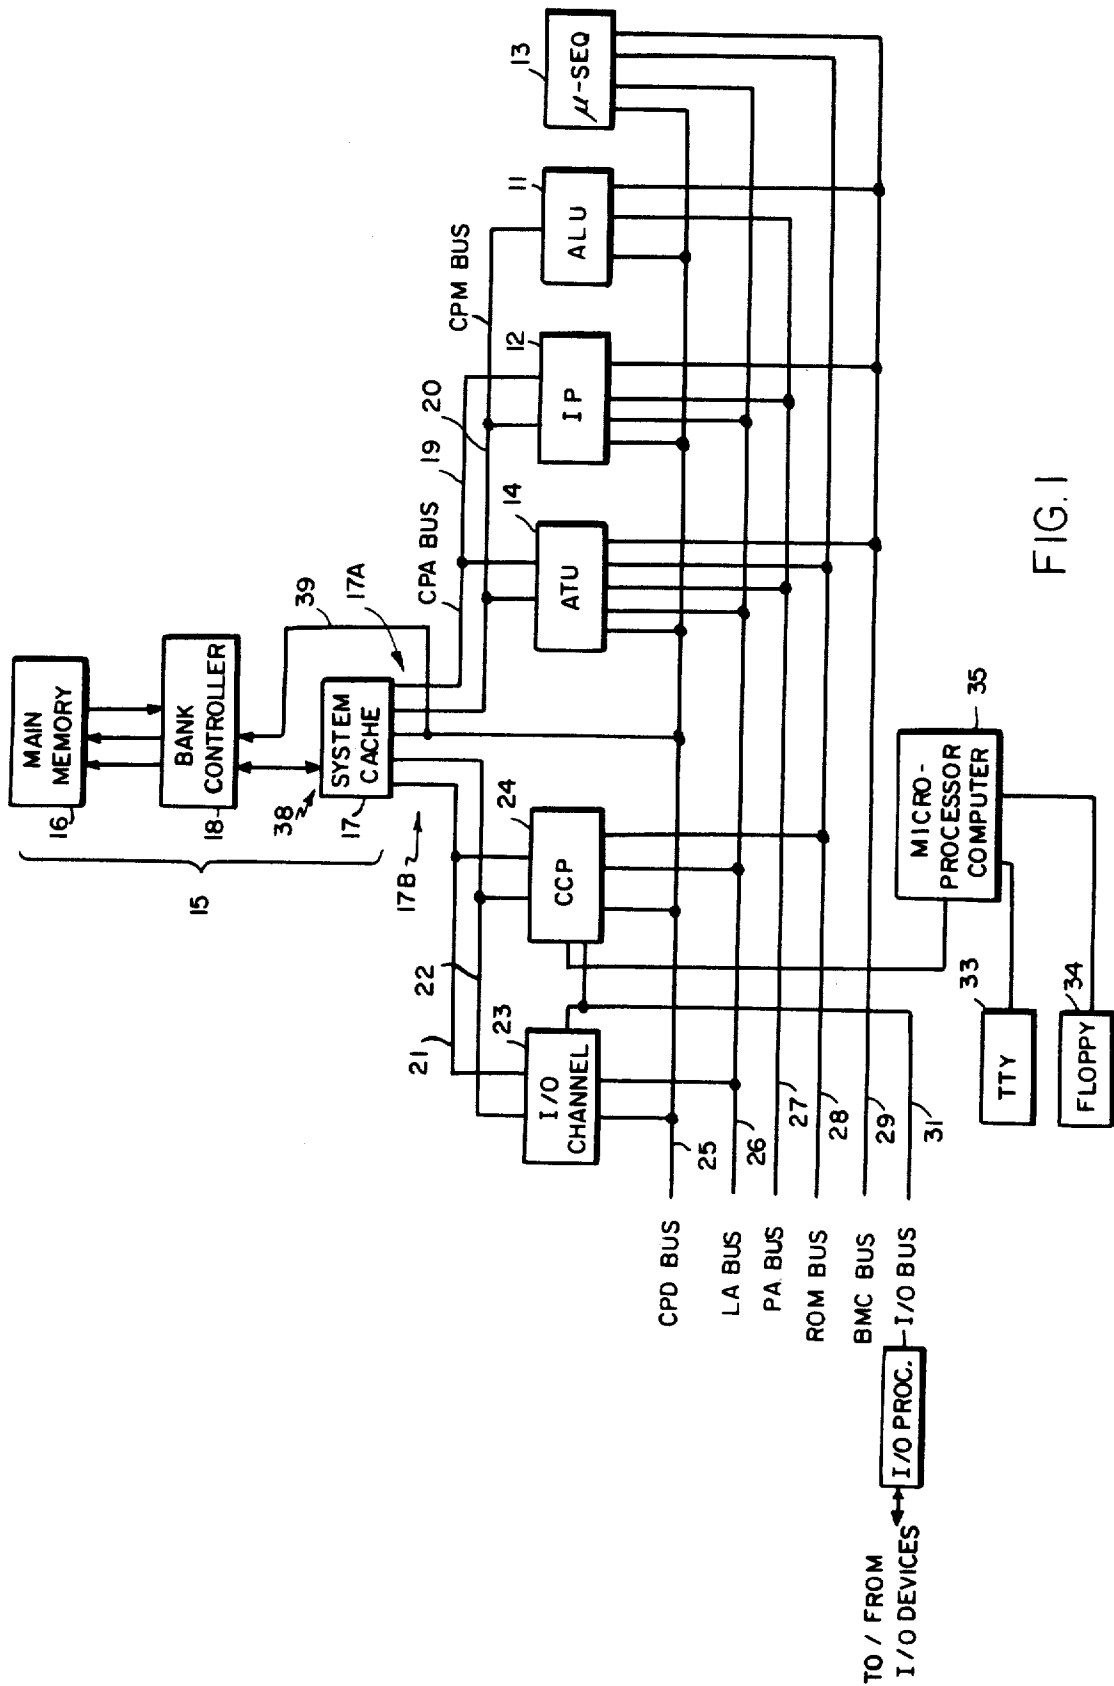 MAIN
MEMORY
16
BANK
CONTROLLER
18
15
38
39
SYSTEM
CACHE
17
17A
17B
CPA BUS
19
20
CPM BUS
21
22
23
I/O
CHANNEL
24
CCP
14
ATU
12
IP
11
ALU
13
μ-SEQ
CPD BUS
25
LA BUS
26
PA BUS
27
ROM BUS
28
BMC BUS
29
I/O BUS
31
I/O PROC.
TO / FROM
I/O DEVICES
33
TTY
34
FLOPPY
35
MICRO-
PROCESSOR
COMPUTER
FIG. 1